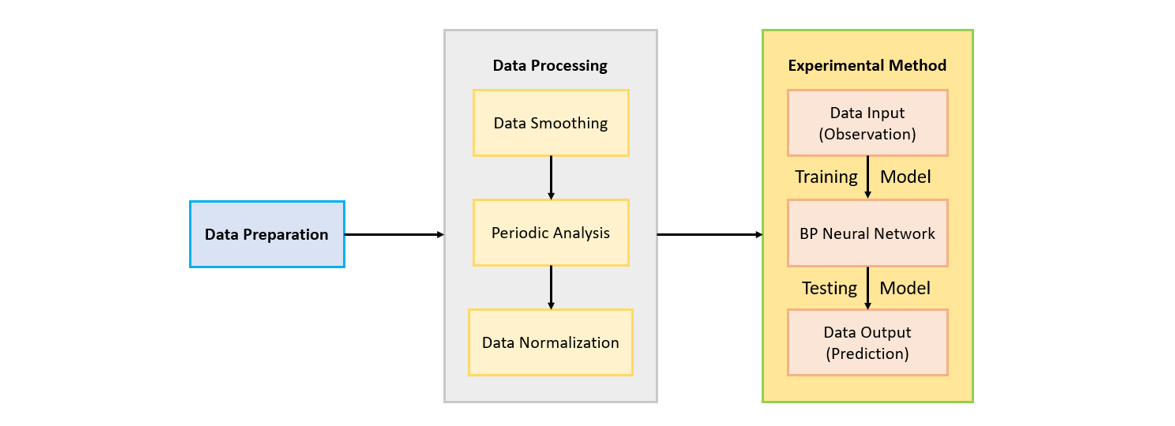 Data Preparation
Data Processing
Data Smoothing
Periodic Analysis
Data Normalization
Experimental Method
Data Input
(Observation)
Training Model
BP Neural Network
Testing Model
Data Output
(Prediction)